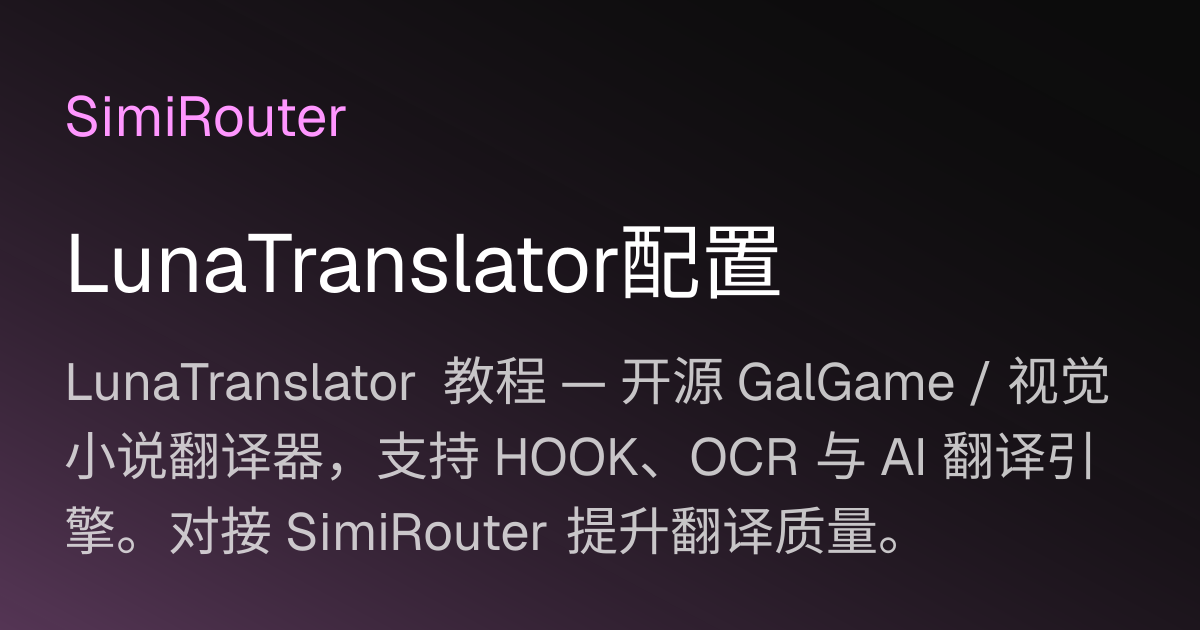 SimiRouter
LunaTranslator配置
LunaTranslator 教程 — 开源 GalGame / 视觉
小说翻译器，支持 HOOK、OCR 与 AI 翻译引
擎。对接 SimiRouter 提升翻译质量。